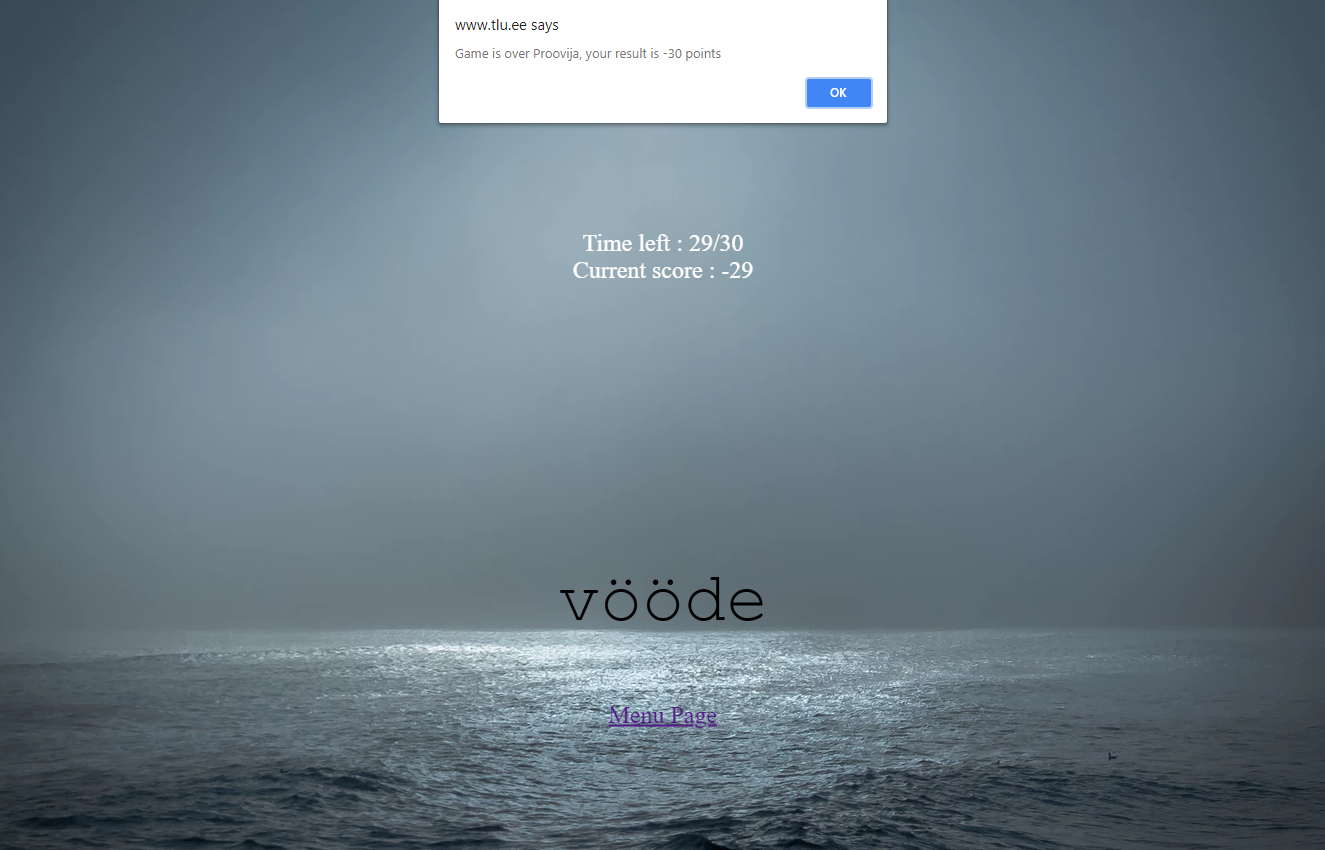 www.tlu.ee says
Game is over Proovija, your result is -30 points
OK
Time left : 29/30
Current score : -29
vööde
Menu Page